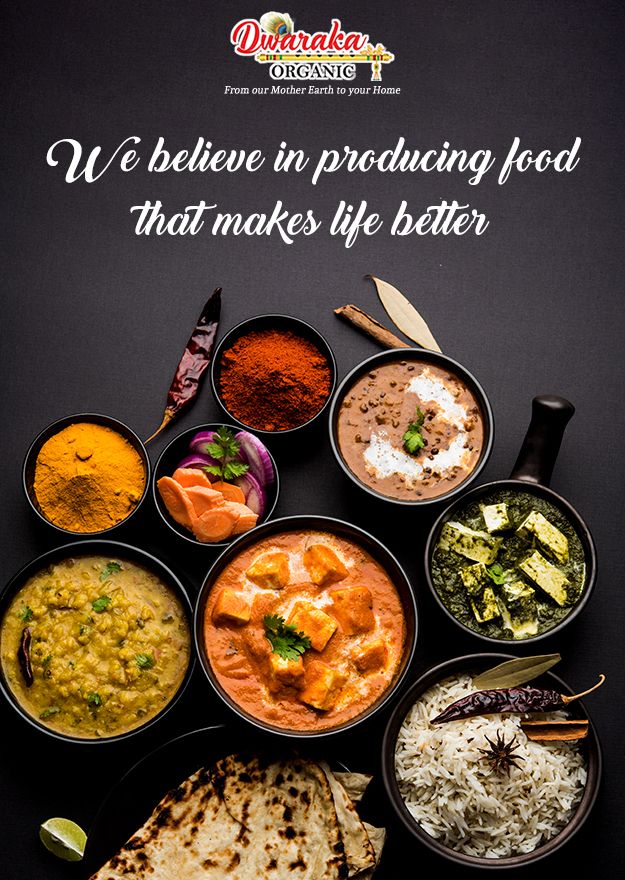 Dwaraka
ORGANIC
From our Mother Earth to your Home
We believe in producing food
that makes life better